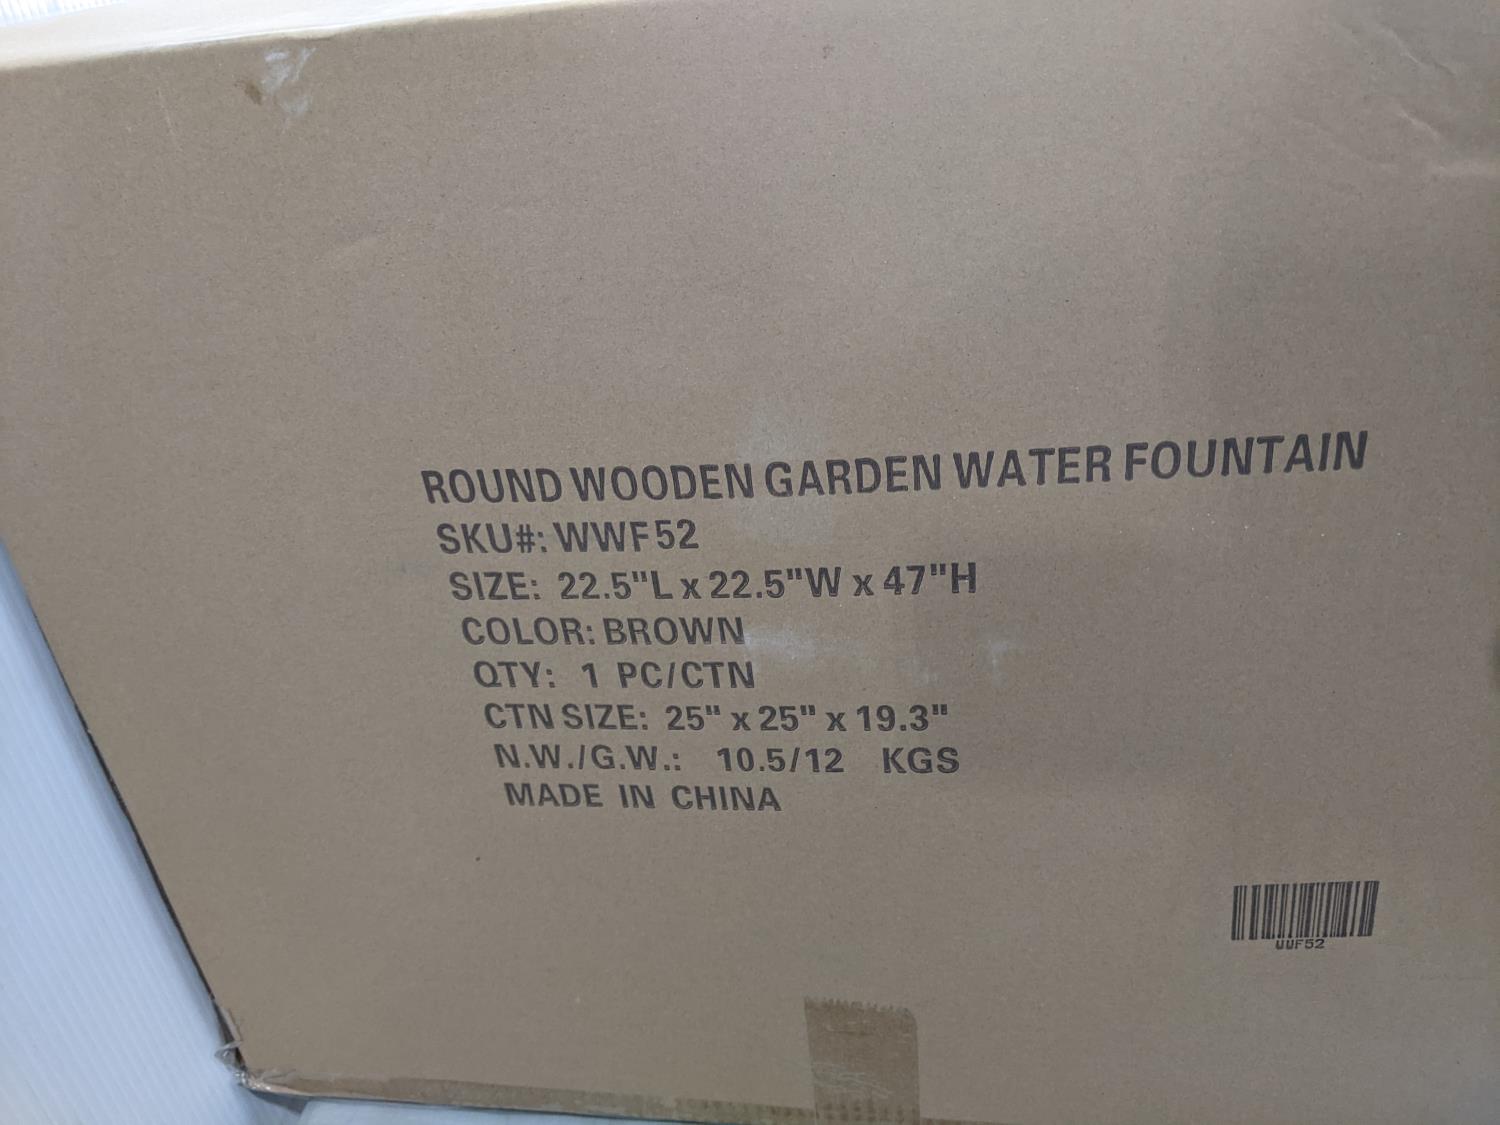 ROUND WOODEN GARDEN WATER FOUNTAIN
SKU#: WWF52
SIZE: 22.5"L x 22.5"W x 47"H
COLOR: BROWN
QTY: 1 PC/CTN
CTN SIZE: 25" x 25" x 19.3"
N.W./G.W.: 10.5/12 KGS
MADE IN CHINA
WWF52